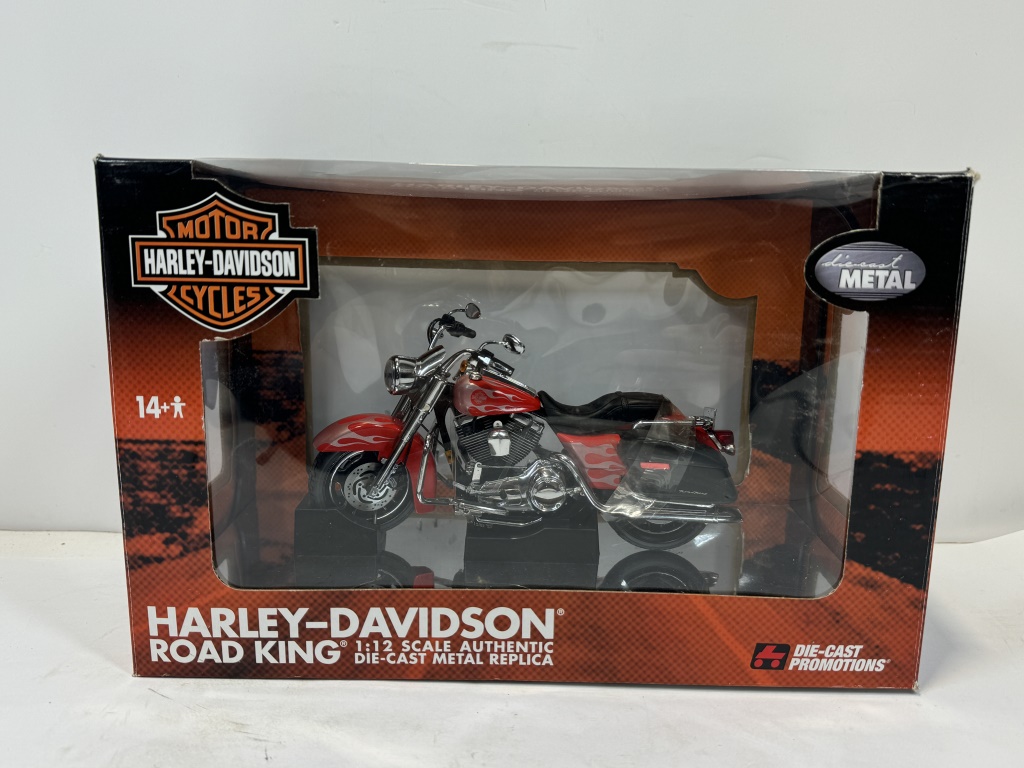 MOTOR
HARLEY-DAVIDSON
CYCLES
die-cast
METAL
14+
HARLEY-DAVIDSON®
ROAD KING® 1:12 SCALE AUTHENTIC
DIE-CAST METAL REPLICA
DIE-CAST
PROMOTIONS®